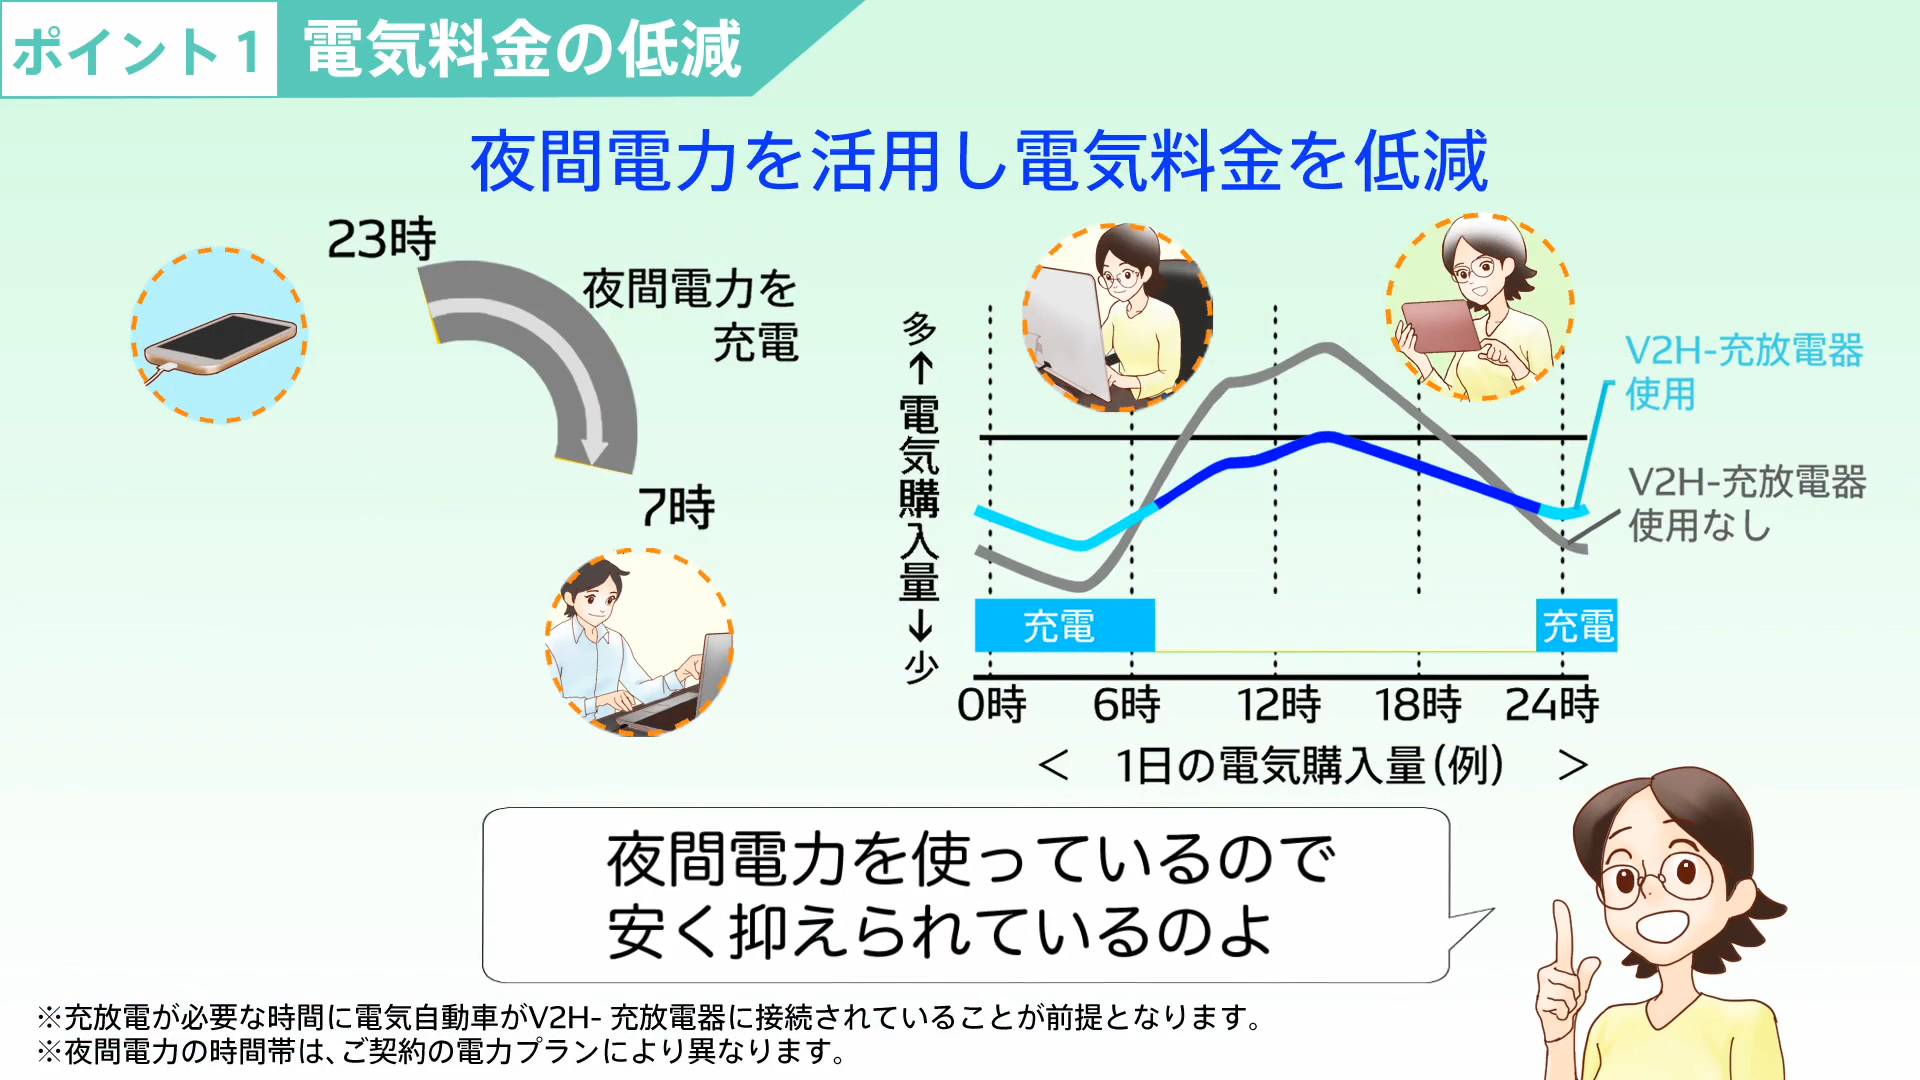 ポイント1 電気料金の低減
夜間電力を活用し電気料金を低減
23時
夜間電力を
充電
7時
多↑電気購入量↓少
V2H-充放電器
使用
V2H-充放電器
使用なし
充電 充電
0時 6時 12時 18時 24時
＜ 1日の電気購入量(例) ＞
夜間電力を使っているので
安く抑えられているのよ
※充放電が必要な時間に電気自動車がV2H- 充放電器に接続されていることが前提となります。
※夜間電力の時間帯は、ご契約の電力プランにより異なります。